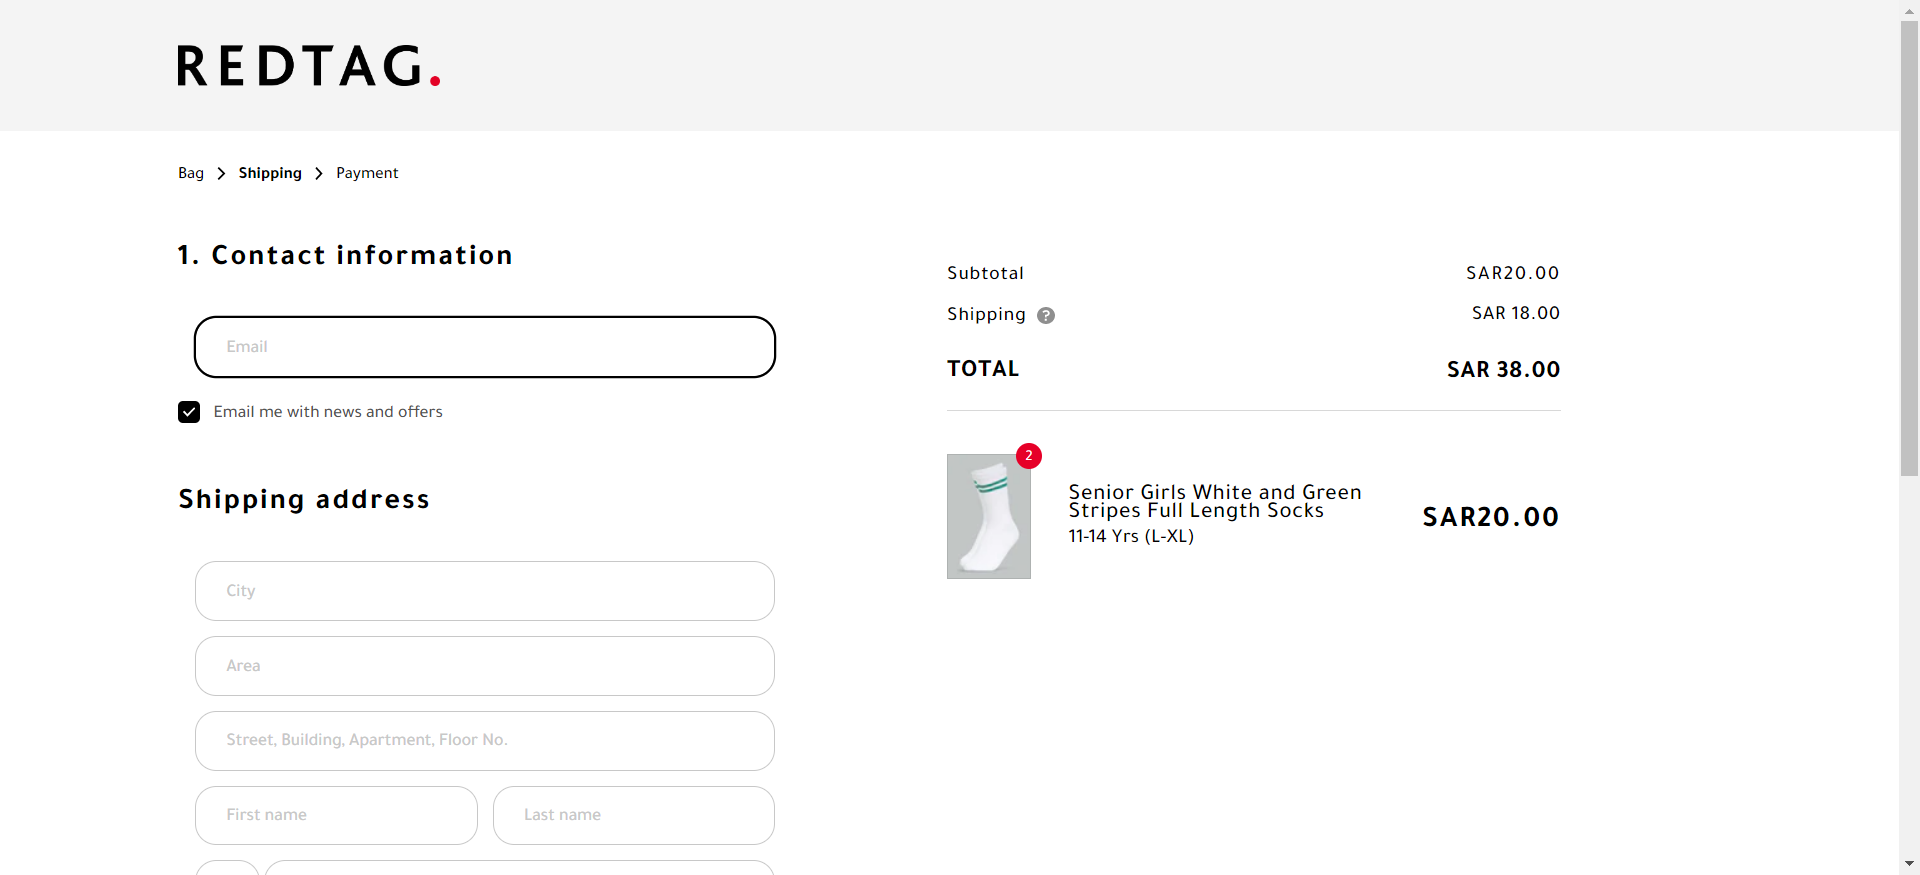 REDTAG.
Bag > Shipping > Payment
1. Contact information
Email
Email me with news and offers
Shipping address
City
Area
Street, Building, Apartment, Floor No.
First name
Last name
Subtotal
SAR20.00
Shipping ?
SAR 18.00
TOTAL
SAR 38.00
2
Senior Girls White and Green
Stripes Full Length Socks
11-14 Yrs (L-XL)
SAR20.00